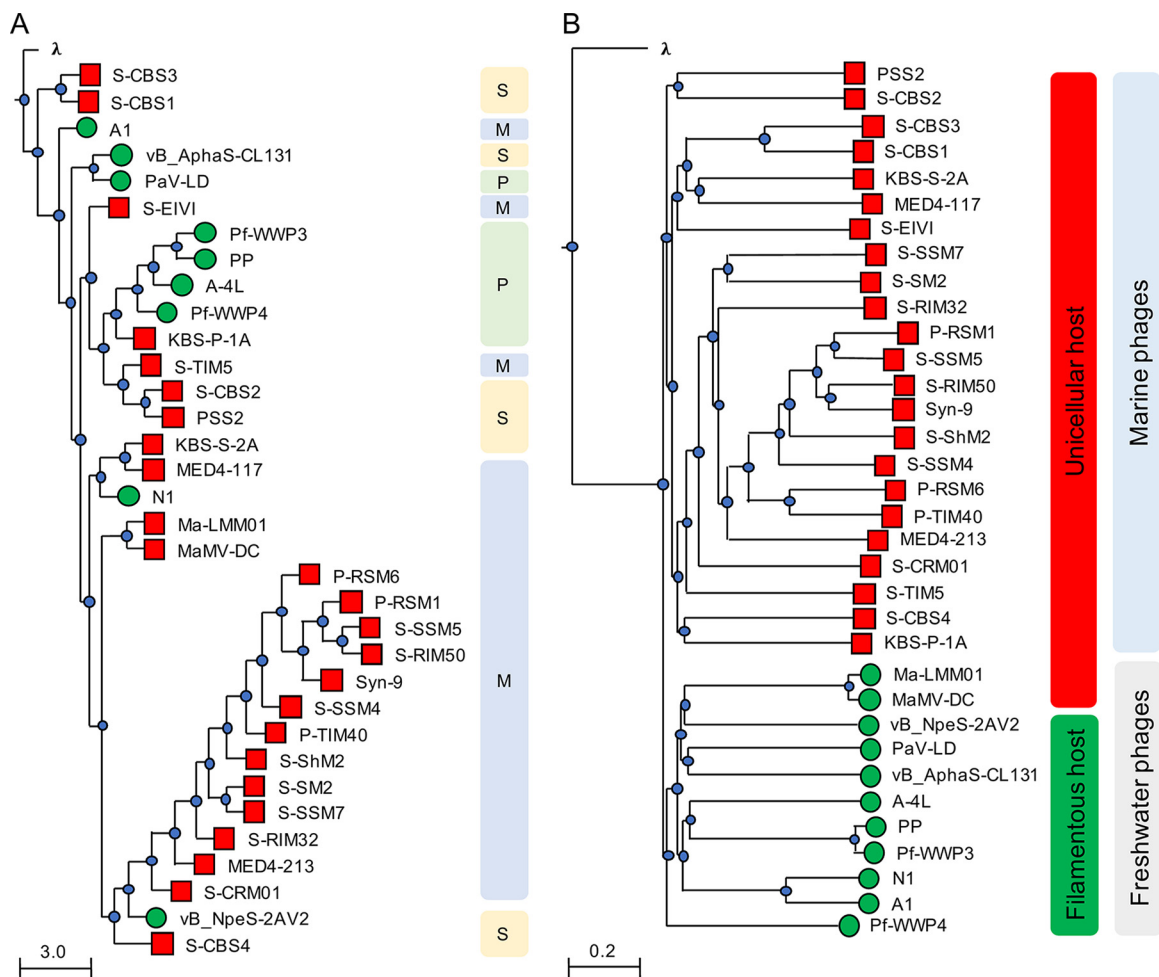 A
λ
S-CBS3
S-CBS1
A1
vB_AphaS-CL131
PaV-LD
S-EIVI
Pf-WWP3
PP
A-4L
Pf-WWP4
KBS-P-1A
S-TIM5
S-CBS2
PSS2
KBS-S-2A
MED4-117
N1
Ma-LMM01
MaMV-DC
P-RSM6
P-RSM1
S-SSM5
S-RIM50
Syn-9
S-SSM4
P-TIM40
S-ShM2
S-SM2
S-SSM7
S-RIM32
MED4-213
S-CRM01
vB_NpeS-2AV2
S-CBS4
3.0
S
M
S
P
M
P
M
S
M
S
B
λ
PSS2
S-CBS2
S-CBS3
S-CBS1
KBS-S-2A
MED4-117
S-EIVI
S-SSM7
S-SM2
S-RIM32
P-RSM1
S-SSM5
S-RIM50
Syn-9
S-ShM2
S-SSM4
P-RSM6
P-TIM40
MED4-213
S-CRM01
S-TIM5
S-CBS4
KBS-P-1A
Ma-LMM01
MaMV-DC
vB_NpeS-2AV2
PaV-LD
vB_AphaS-CL131
A-4L
PP
Pf-WWP3
N1
A1
Pf-WWP4
0.2
Unicellular host
Filamentous host
Marine phages
Freshwater phages